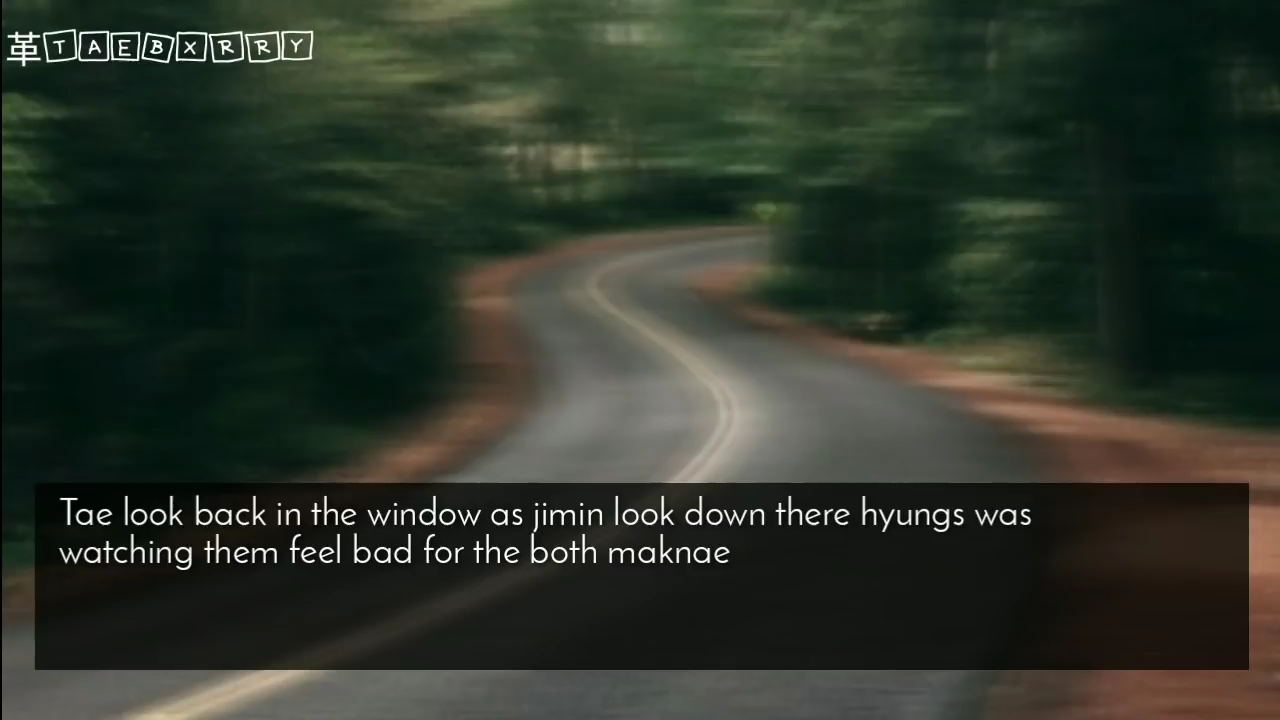 革TAEBXRRY
Tae look back in the window as jimin look down there hyungs was
watching them feel bad for the both maknae